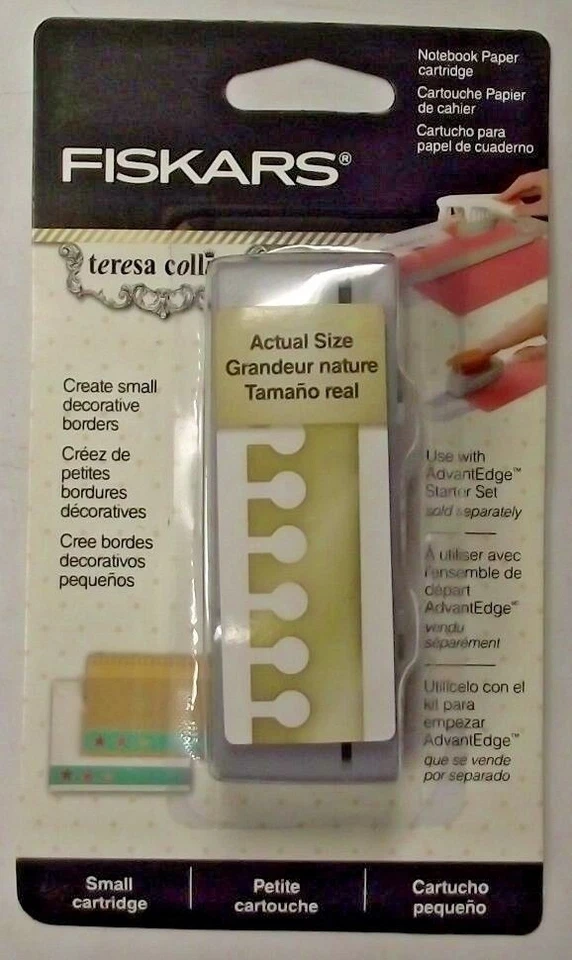 Notebook Paper
cartridge
Cartouche Papier
de cahier
Cartucho para
papel de cuaderno
FISKARS®
teresa colli
Actual Size
Grandeur nature
Tamaño real
Create small
decorative
borders
Créez de
petites
bordures
décoratives
Cree bordes
decorativos
pequeños
Use with
AdvantEdge™
Starter Set
sold separately
À utiliser avec
l'ensemble de
départ
AdvantEdge™
vendu
séparément
Utilícelo con el
kit para
empezar
AdvantEdge™
que se vende
por separado
Small
cartridge
Petite
cartouche
Cartucho
pequeño